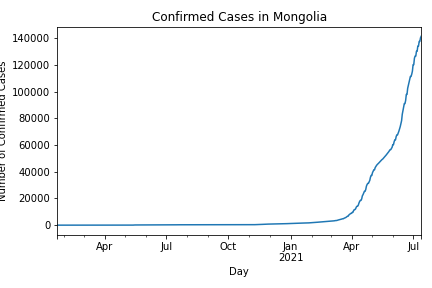 Confirmed Cases in Mongolia
140000
120000
100000
80000
60000
40000
20000
0
Number of Confirmed Cases
Apr
Jul
Oct
Jan
2021
Apr
Jul
Day